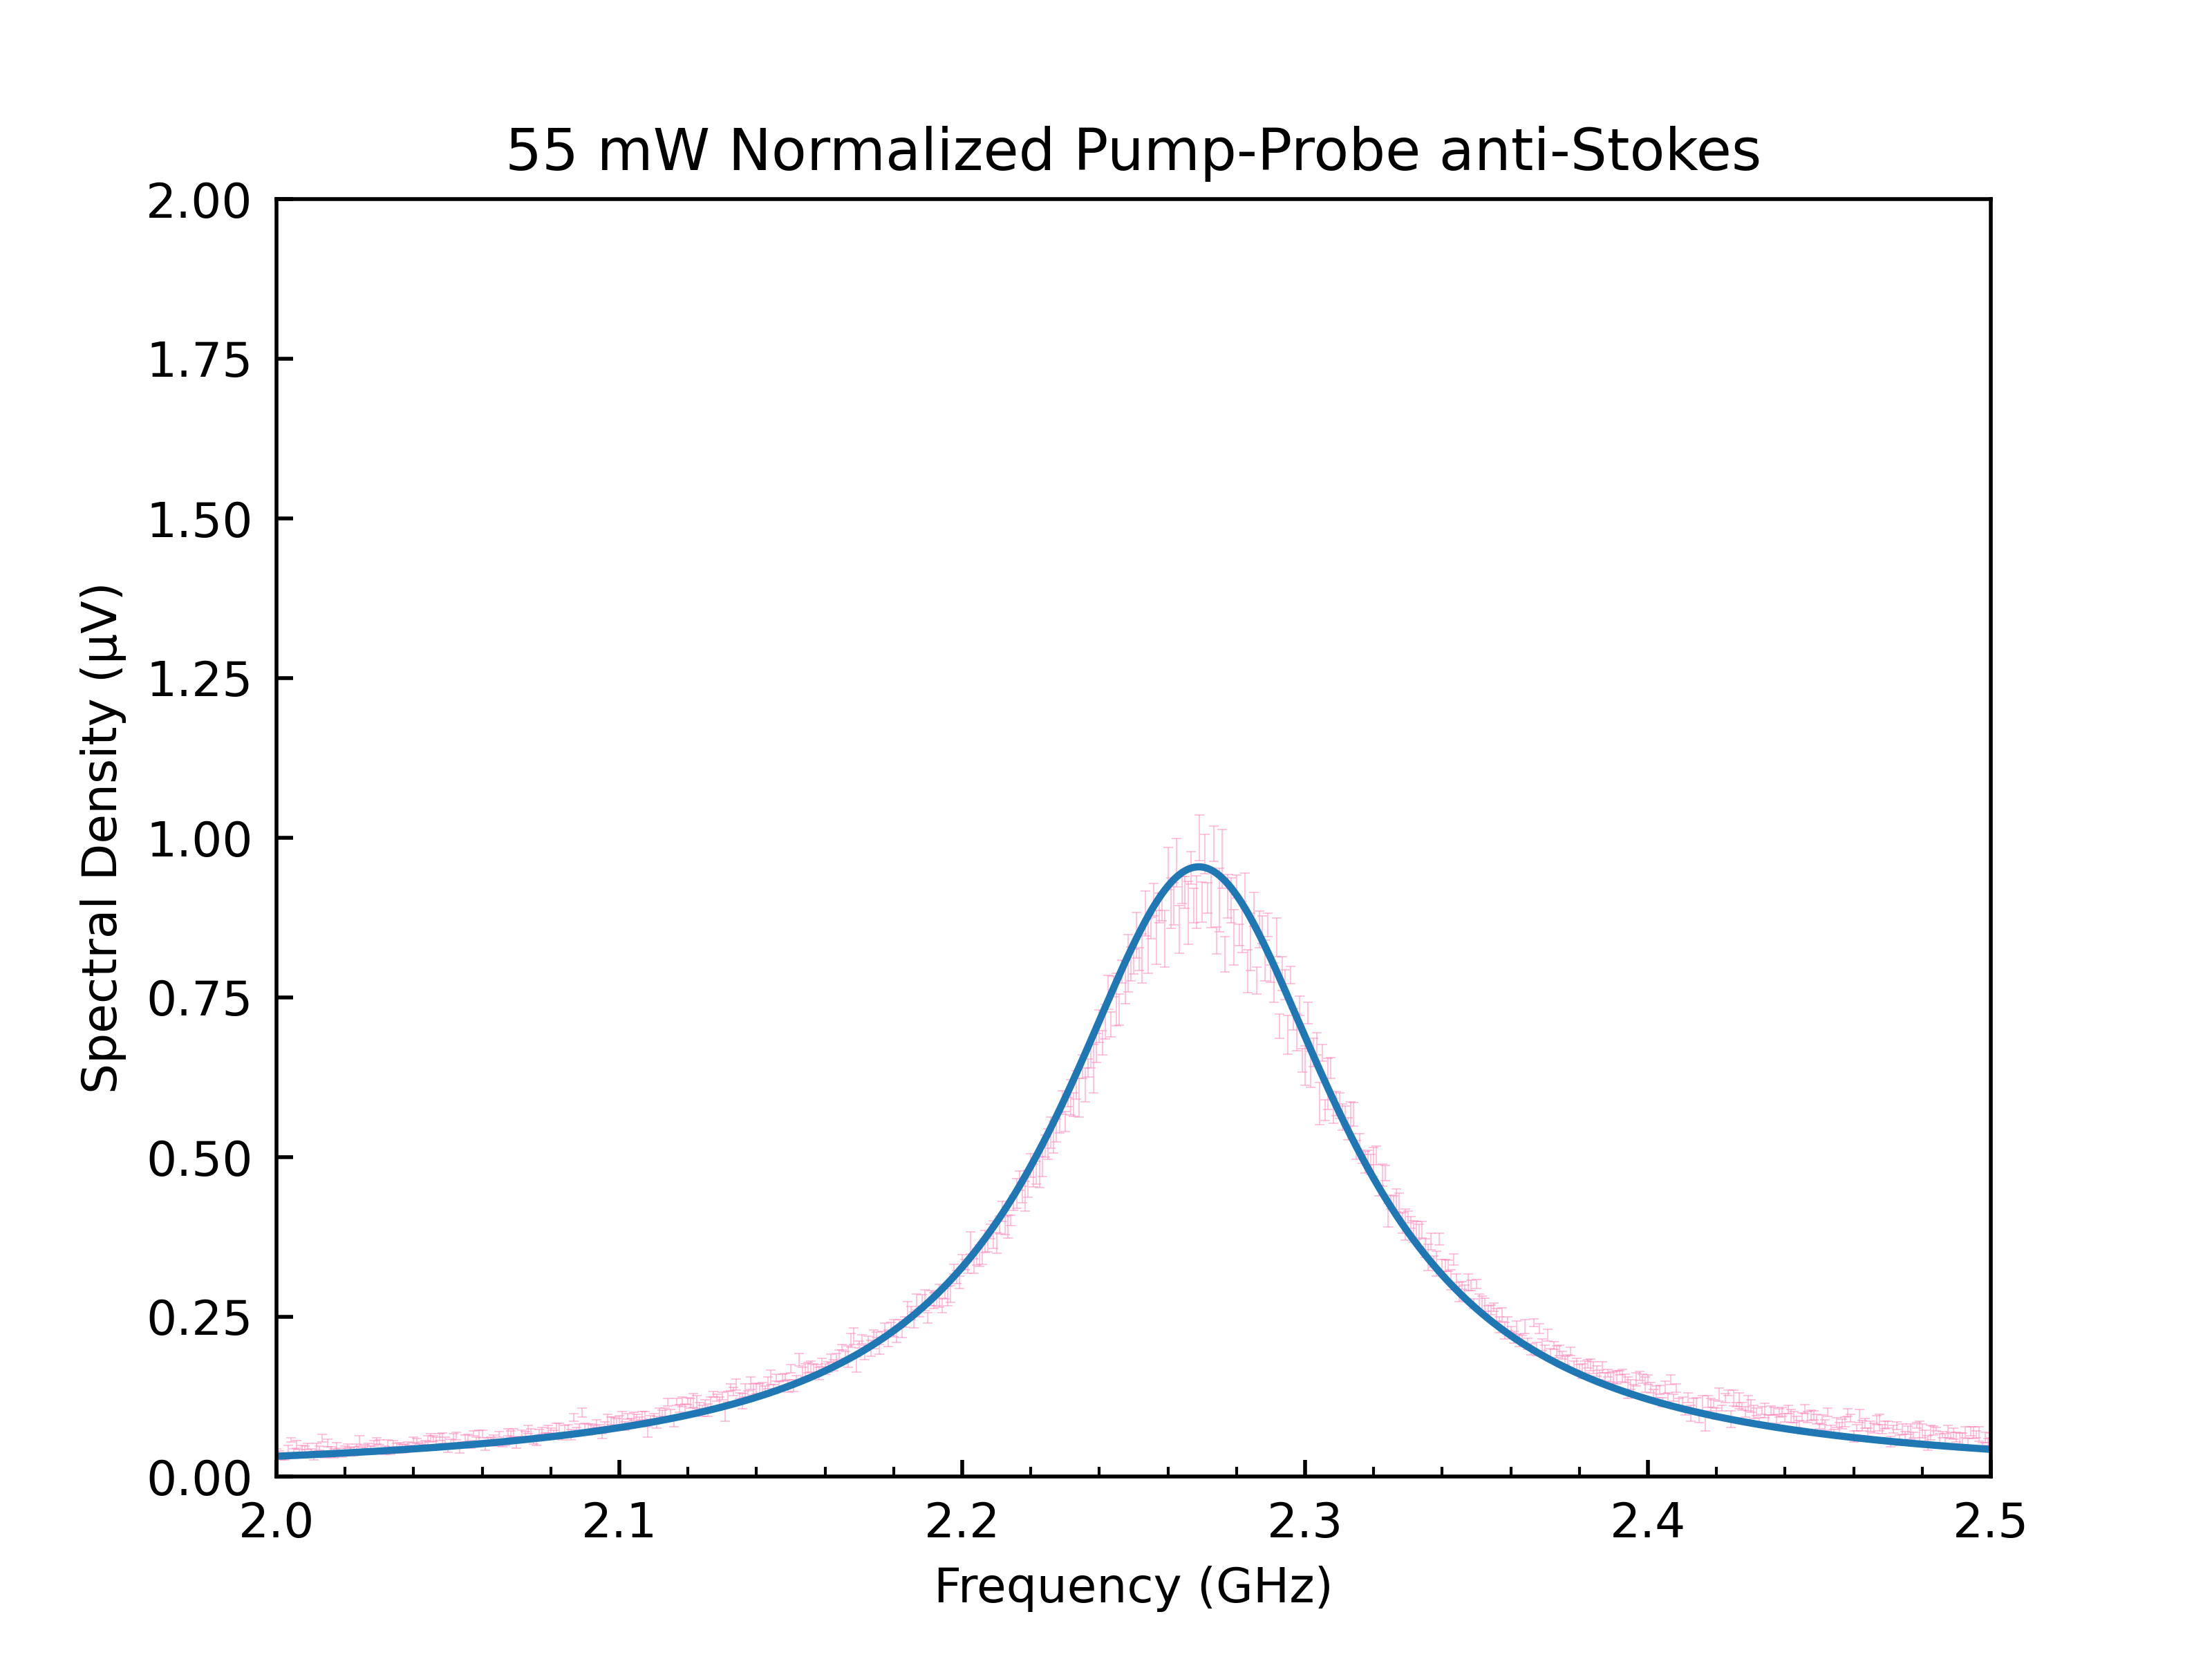 55 mW Normalized Pump-Probe anti-Stokes
2.00
1.75
1.50
1.25
1.00
0.75
0.50
0.25
0.00
Spectral Density (µV)
2.0 2.1 2.2 2.3 2.4 2.5
Frequency (GHz)